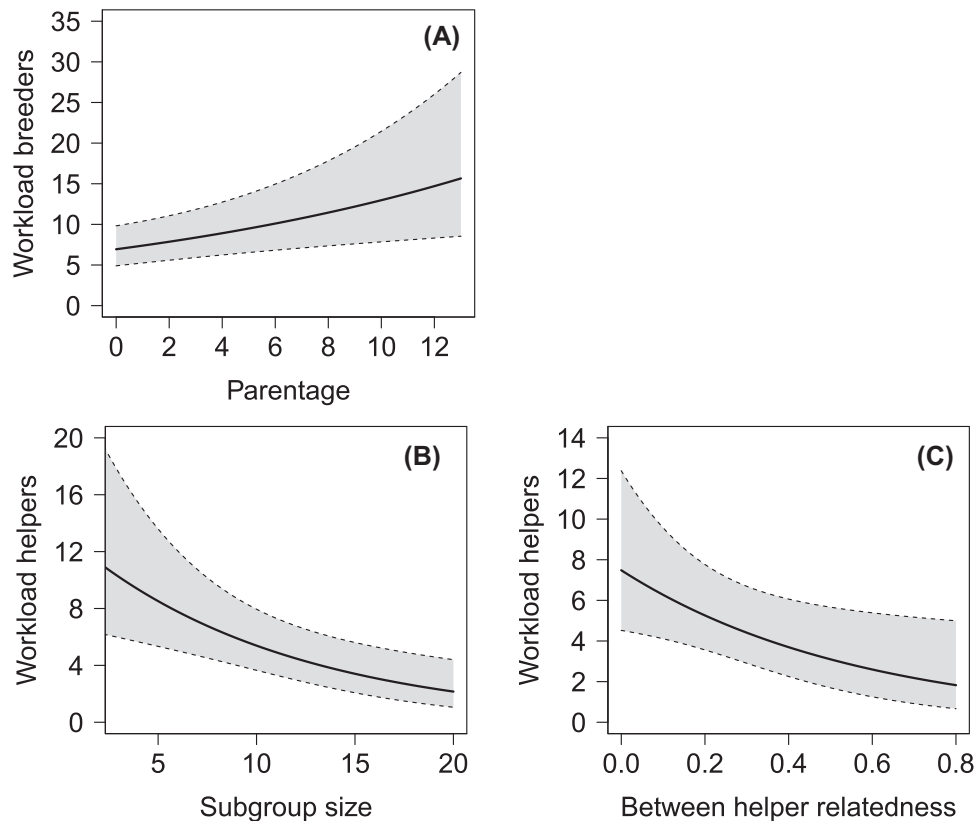 (A)
Workload breeders
35
30
25
20
15
10
5
0
0 2 4 6 8 10 12
Parentage
(B)
Workload helpers
20
16
12
8
4
0
5 10 15 20
Subgroup size
(C)
Workload helpers
14
12
10
8
6
4
2
0
0.0 0.2 0.4 0.6 0.8
Between helper relatedness